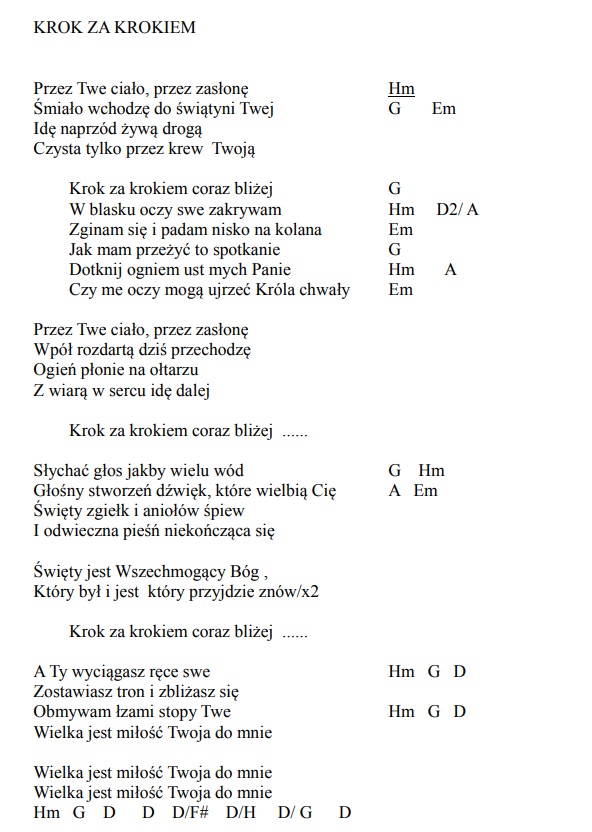 KROK ZA KROKIEM
Przez Twe ciało, przez zasłonę Hm
Śmiało wchodzę do świątyni Twej G Em
Idę naprzód żywą drogą
Czysta tylko przez krew Twoją
Krok za krokiem coraz bliżej G
W blasku oczy swe zakrywam Hm D2/ A
Zginam się i padam nisko na kolana Em
Jak mam przeżyć to spotkanie G
Dotknij ogniem ust mych Panie Hm A
Czy me oczy mogą ujrzeć Króla chwały Em
Przez Twe ciało, przez zasłonę
Wpół rozdartą dziś przechodzę
Ogień płonie na ołtarzu
Z wiarą w sercu idę dalej
Krok za krokiem coraz bliżej ......
Słychać głos jakby wielu wód G Hm
Głośny stworzeń dźwięk, które wielbią Cię A Em
Święty zgiełk i aniołów śpiew
I odwieczna pieśń niekończąca się
Święty jest Wszechmogący Bóg ,
Który był i jest który przyjdzie znów/x2
Krok za krokiem coraz bliżej ......
A Ty wyciągasz ręce swe Hm G D
Zostawiasz tron i zbliżasz się
Obmywam łzami stopy Twe Hm G D
Wielka jest miłość Twoja do mnie
Wielka jest miłość Twoja do mnie
Wielka jest miłość Twoja do mnie
Hm G D D D/F# D/H D/ G D